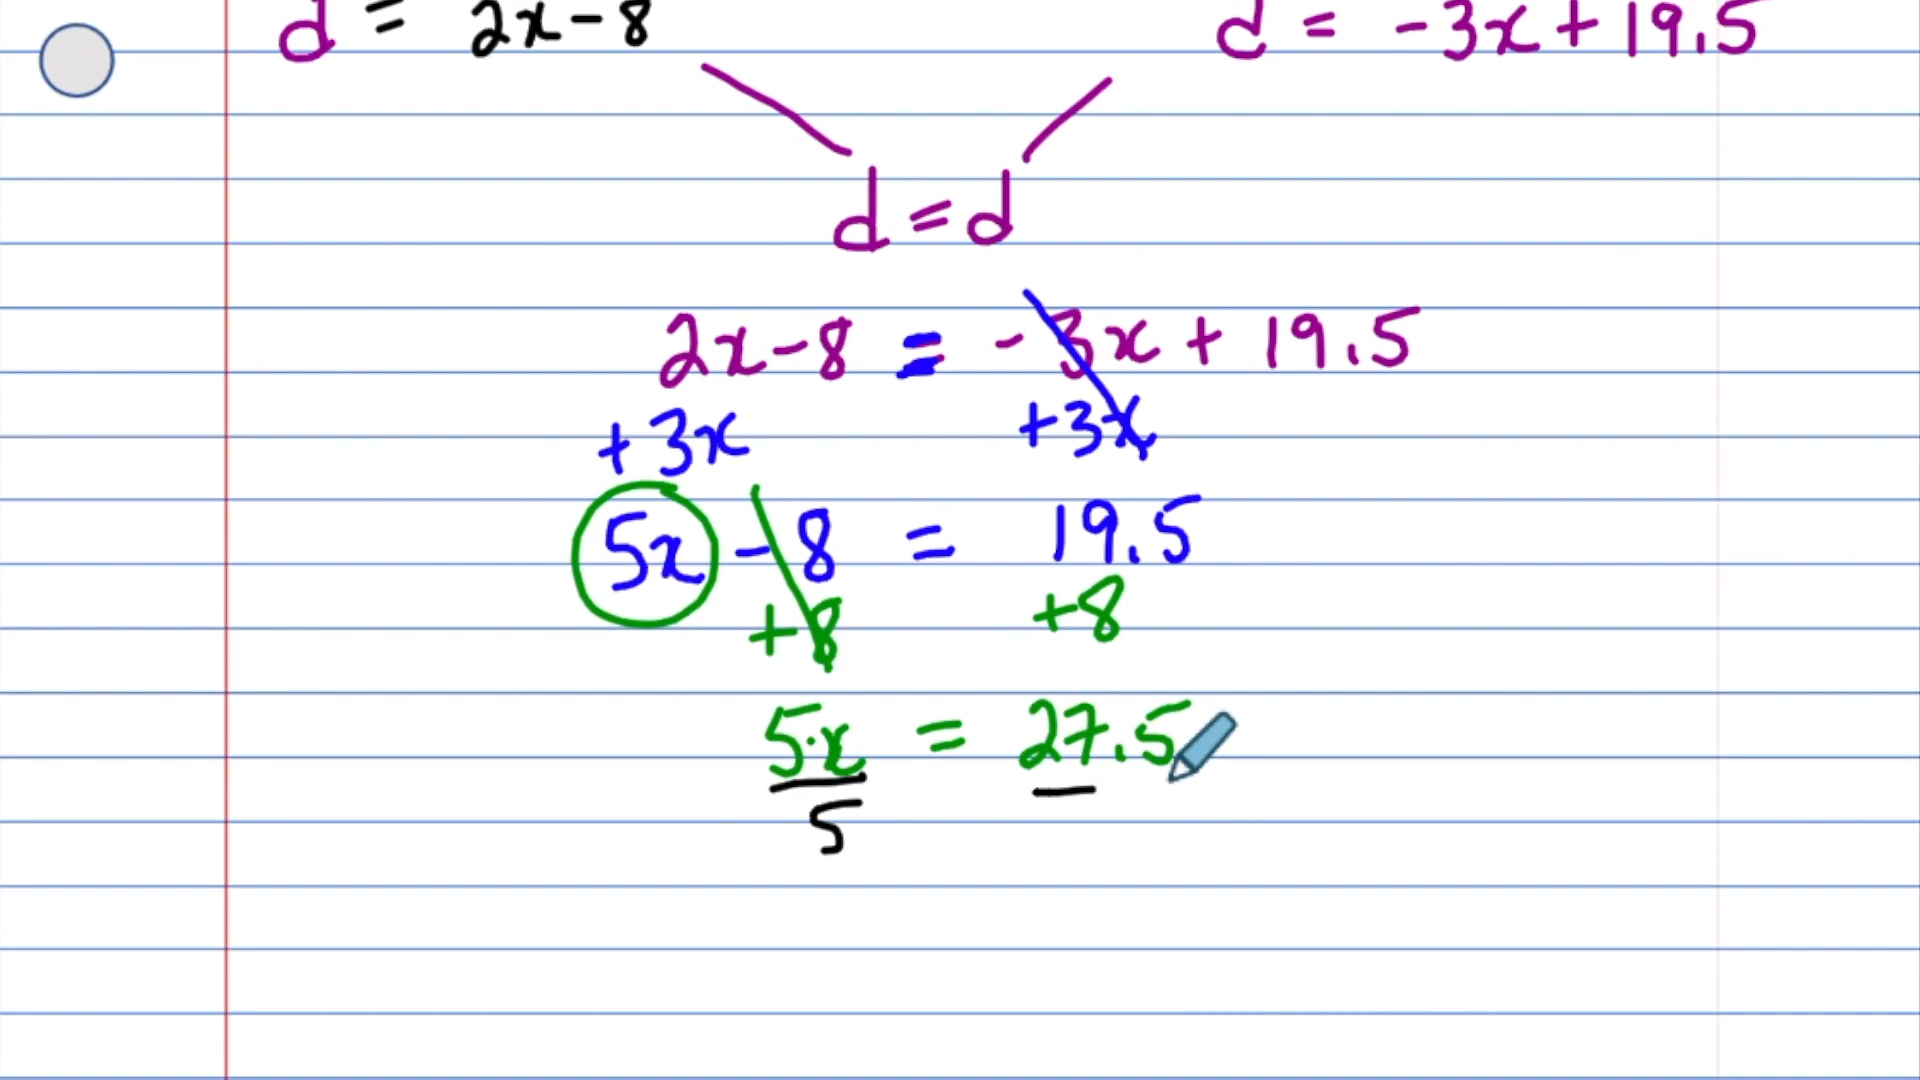 d = 2x-8 d = -3x+19.5
d=d
2x-8 = -3x+19.5
+3x +3x
5x-8 = 19.5
+8 +8
5·x = 27.5
5